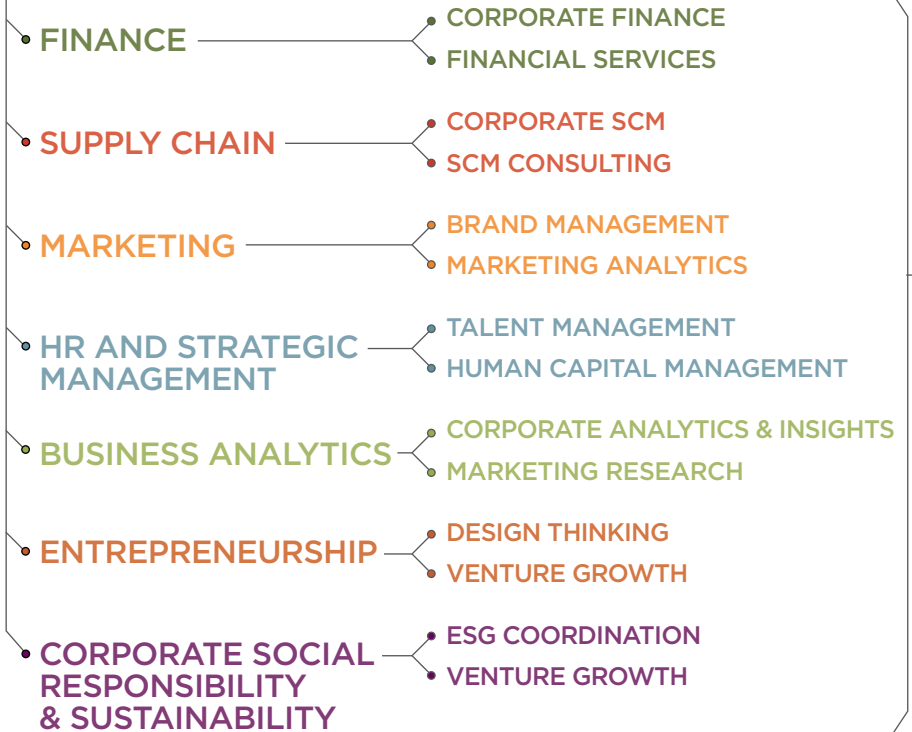 FINANCE
CORPORATE FINANCE
FINANCIAL SERVICES
SUPPLY CHAIN
CORPORATE SCM
SCM CONSULTING
MARKETING
BRAND MANAGEMENT
MARKETING ANALYTICS
HR AND STRATEGIC
MANAGEMENT
TALENT MANAGEMENT
HUMAN CAPITAL MANAGEMENT
BUSINESS ANALYTICS
CORPORATE ANALYTICS & INSIGHTS
MARKETING RESEARCH
ENTREPRENEURSHIP
DESIGN THINKING
VENTURE GROWTH
CORPORATE SOCIAL
RESPONSIBILITY
& SUSTAINABILITY
ESG COORDINATION
VENTURE GROWTH